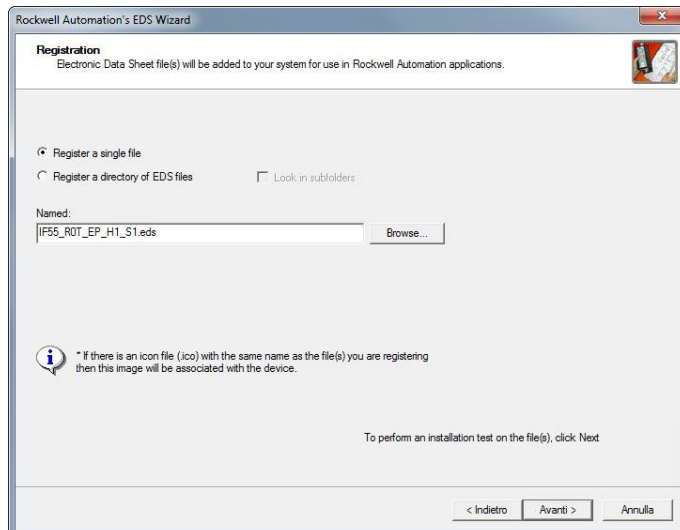 Rockwell Automation's EDS Wizard
Registration
Electronic Data Sheet file(s) will be added to your system for use in Rockwell Automation applications.
Register a single file
Register a directory of EDS files
Look in subfolders
Named:
IF55_R0T_EP_H1_S1.eds
Browse...
* If there is an icon file (.ico) with the same name as the file(s) you are registering
then this image will be associated with the device.
To perform an installation test on the file(s), click Next
< Indietro
Avanti >
Annulla